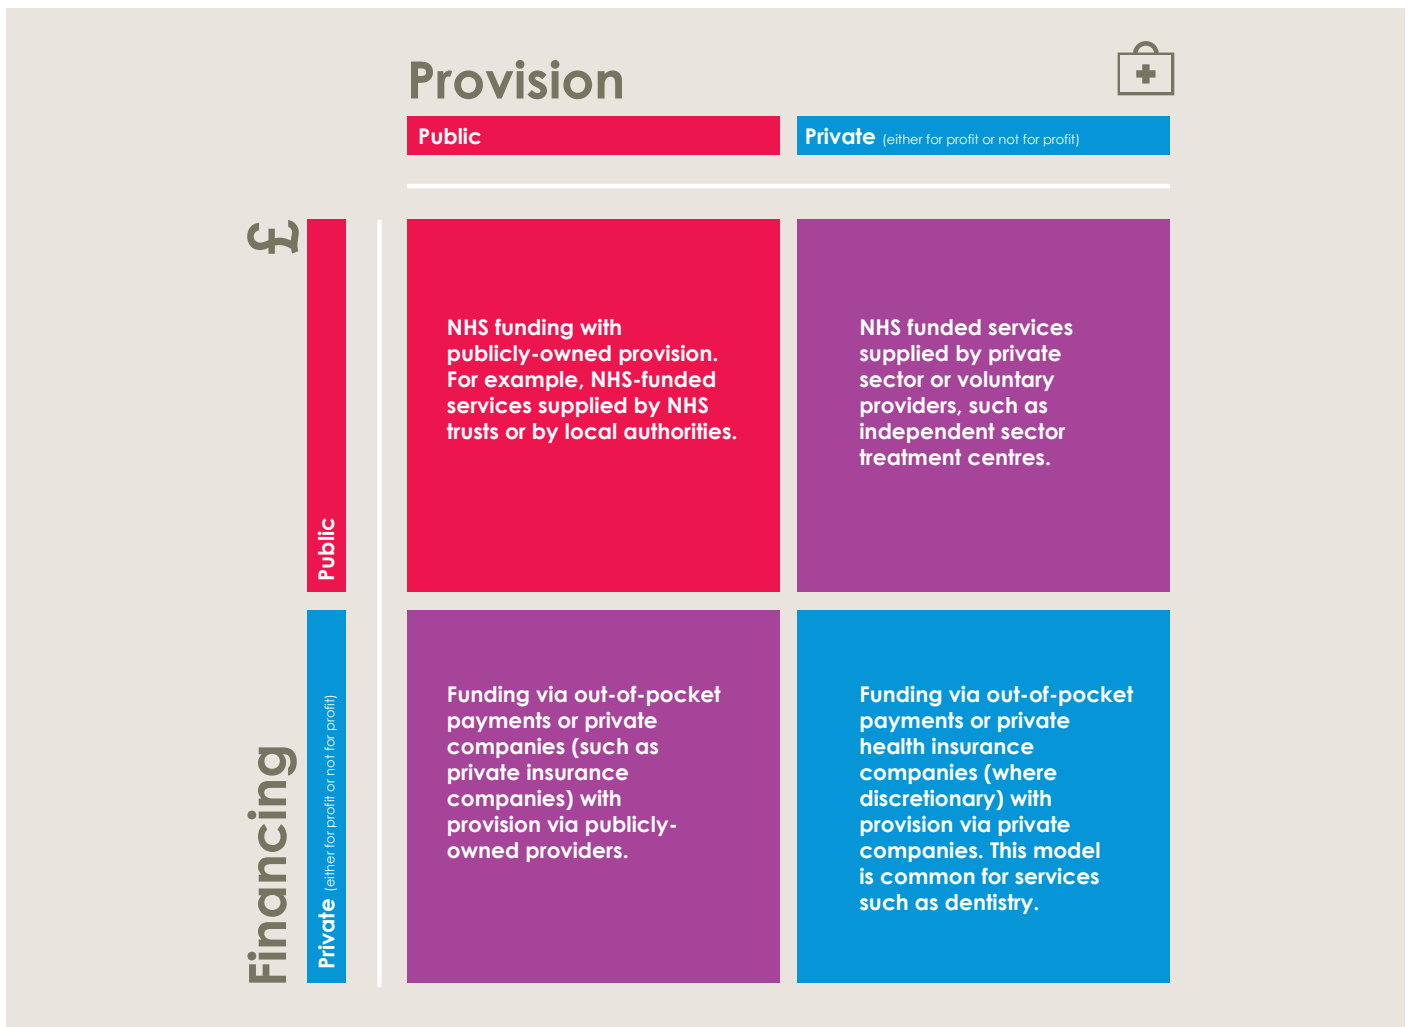 Provision
Public
Private (either for profit or not for profit)
£
Financing
Public
Private (either for profit or not for profit)
NHS funding with
publicly-owned provision.
For example, NHS-funded
services supplied by NHS
trusts or by local authorities.
NHS funded services
supplied by private
sector or voluntary
providers, such as
independent sector
treatment centres.
Funding via out-of-pocket
payments or private
companies (such as
private insurance
companies) with
provision via publicly-
owned providers.
Funding via out-of-pocket
payments or private
health insurance
companies (where
discretionary) with
provision via private
companies. This model
is common for services
such as dentistry.